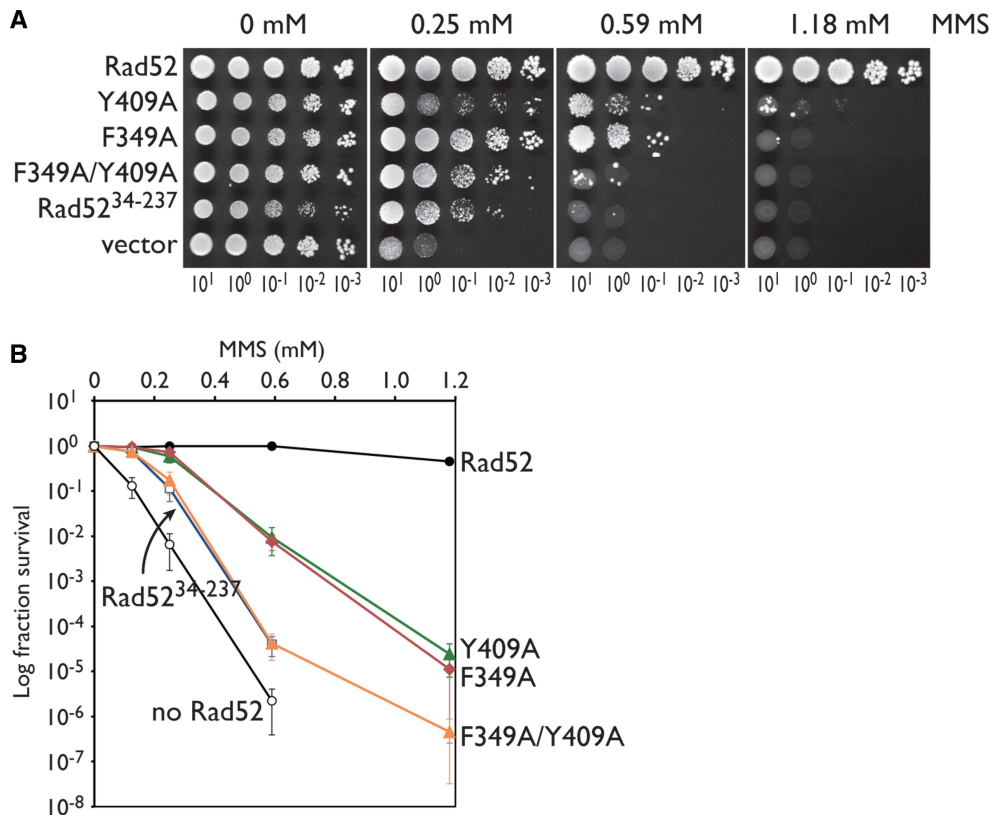 A
0 mM 0.25 mM 0.59 mM 1.18 mM MMS
Rad52
Y409A
F349A
F349A/Y409A
Rad52³⁴⁻²³⁷
vector
10¹ 10⁰ 10⁻¹ 10⁻² 10⁻³ 10¹ 10⁰ 10⁻¹ 10⁻² 10⁻³ 10¹ 10⁰ 10⁻¹ 10⁻² 10⁻³ 10¹ 10⁰ 10⁻¹ 10⁻² 10⁻³
B
MMS (mM)
0 0.2 0.4 0.6 0.8 1.0 1.2
Log fraction survival
10¹
10⁰
10⁻¹
10⁻²
10⁻³
10⁻⁴
10⁻⁵
10⁻⁶
10⁻⁷
10⁻⁸
Rad52
Rad52³⁴⁻²³⁷
Y409A
F349A
no Rad52
F349A/Y409A